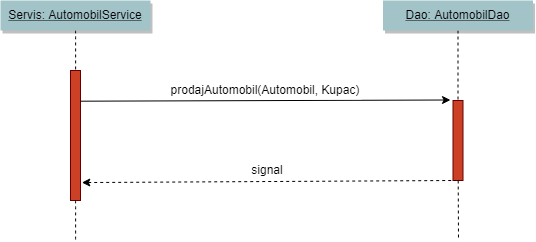 Servis: AutomobilService
Dao: AutomobilDao
prodajAutomobil(Automobil, Kupac)
signal